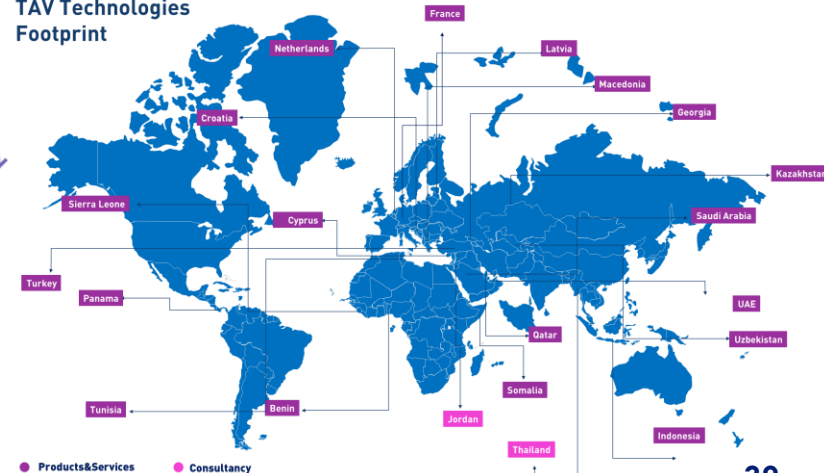 TAV Technologies
Footprint
France
Netherlands
Latvia
Macedonia
Croatia
Georgia
Kazakhstan
Sierra Leone
Saudi Arabia
Cyprus
Turkey
Panama
UAE
Qatar
Uzbekistan
Somalia
Tunisia
Benin
Jordan
Indonesia
Thailand
Products&Services
Consultancy